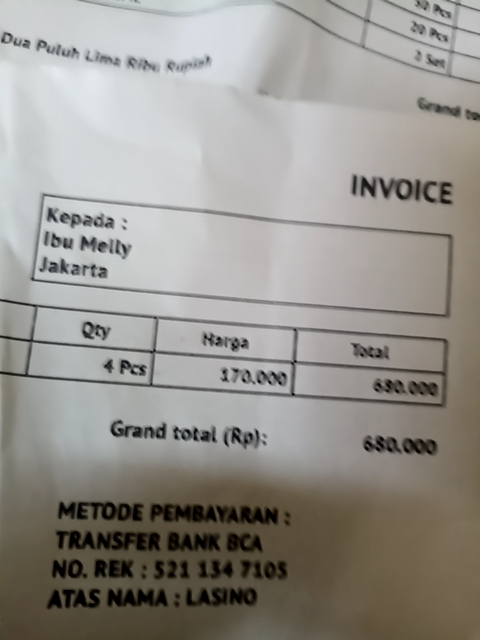 30 Pcs
20 Pcs
2 Set
Dua Puluh Lima Ribu Rupiah
Grand
INVOICE
Kepada :
Ibu Melly
Jakarta
Qty Harga Total
4 Pcs 170.000 680.000
Grand total (Rp): 680.000
METODE PEMBAYARAN :
TRANSFER BANK BCA
NO. REK : 521 134 7105
ATAS NAMA : LASINO